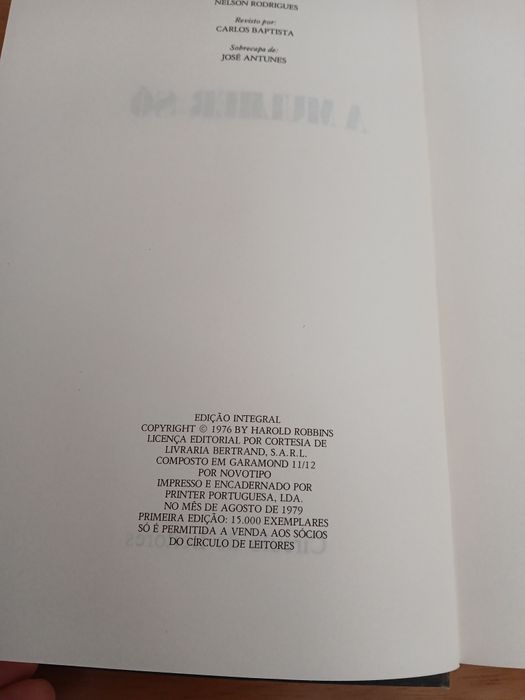 NELSON RODRIGUES
Revisto por:
CARLOS BAPTISTA
Sobrecapa de:
JOSÉ ANTUNES
A MULHER SÓ
EDIÇÃO INTEGRAL
COPYRIGHT © 1976 BY HAROLD ROBBINS
LICENÇA EDITORIAL POR CORTESIA DE
LIVRARIA BERTRAND, S.A.R.L.
COMPOSTO EM GARAMOND 11/12
POR NOVOTIPO
IMPRESSO E ENCADERNADO POR
PRINTER PORTUGUESA, LDA.
NO MÊS DE AGOSTO DE 1979
PRIMEIRA EDIÇÃO: 15.000 EXEMPLARES
SÓ É PERMITIDA A VENDA AOS SÓCIOS
DO CÍRCULO DE LEITORES